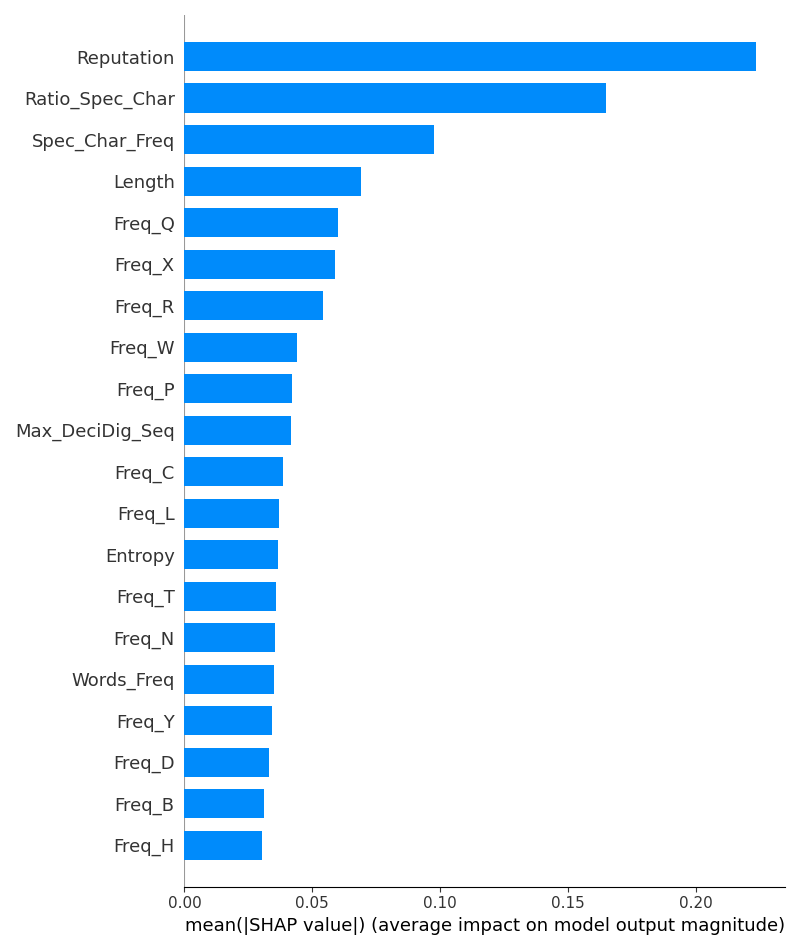 Reputation
Ratio_Spec_Char
Spec_Char_Freq
Length
Freq_Q
Freq_X
Freq_R
Freq_W
Freq_P
Max_DeciDig_Seq
Freq_C
Freq_L
Entropy
Freq_T
Freq_N
Words_Freq
Freq_Y
Freq_D
Freq_B
Freq_H
0.00 0.05 0.10 0.15 0.20
mean(|SHAP value|) (average impact on model output magnitude)